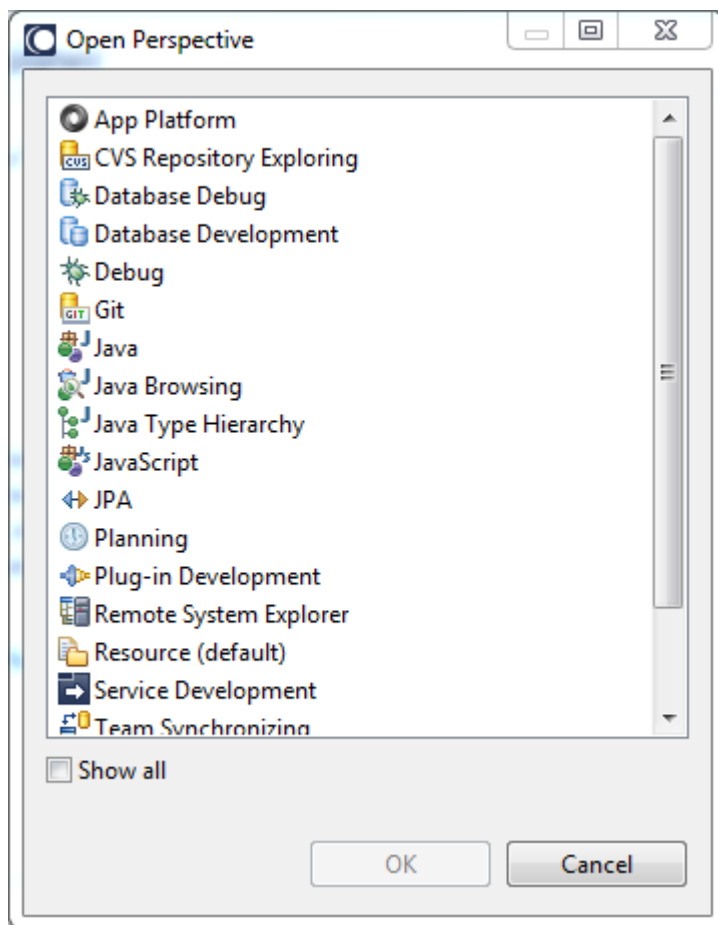 Open Perspective
App Platform
CVS Repository Exploring
Database Debug
Database Development
Debug
Git
Java
Java Browsing
Java Type Hierarchy
JavaScript
JPA
Planning
Plug-in Development
Remote System Explorer
Resource (default)
Service Development
Team Synchronizing
Show all
OK
Cancel